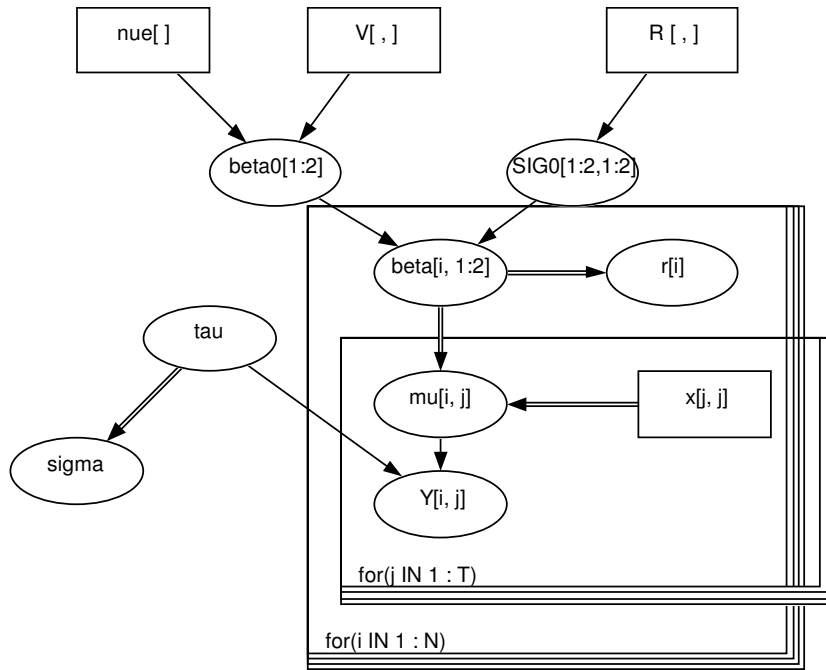 nue[ ]
V[ , ]
R [ , ]
beta0[1:2]
SIG0[1:2,1:2]
beta[i, 1:2]
r[i]
tau
mu[i, j]
x[j, j]
sigma
Y[i, j]
for(j IN 1 : T)
for(i IN 1 : N)